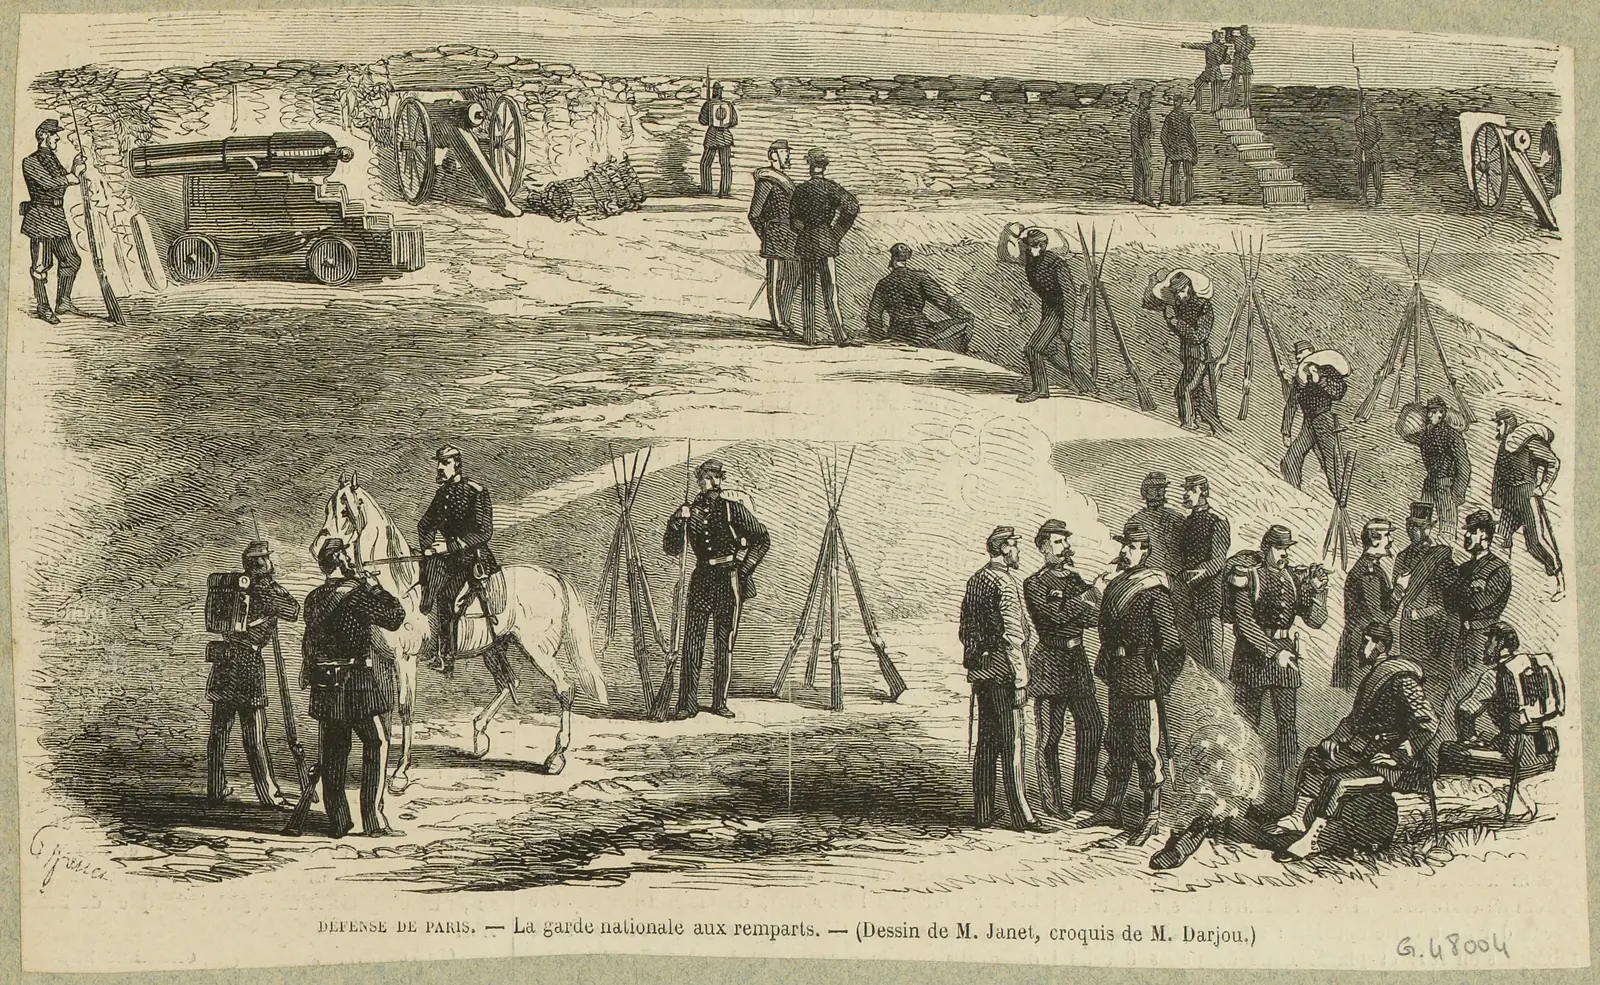 DÉFENSE DE PARIS. — La garde nationale aux remparts. — (Dessin de M. Janet, croquis de M. Darjou.)
G. 48004